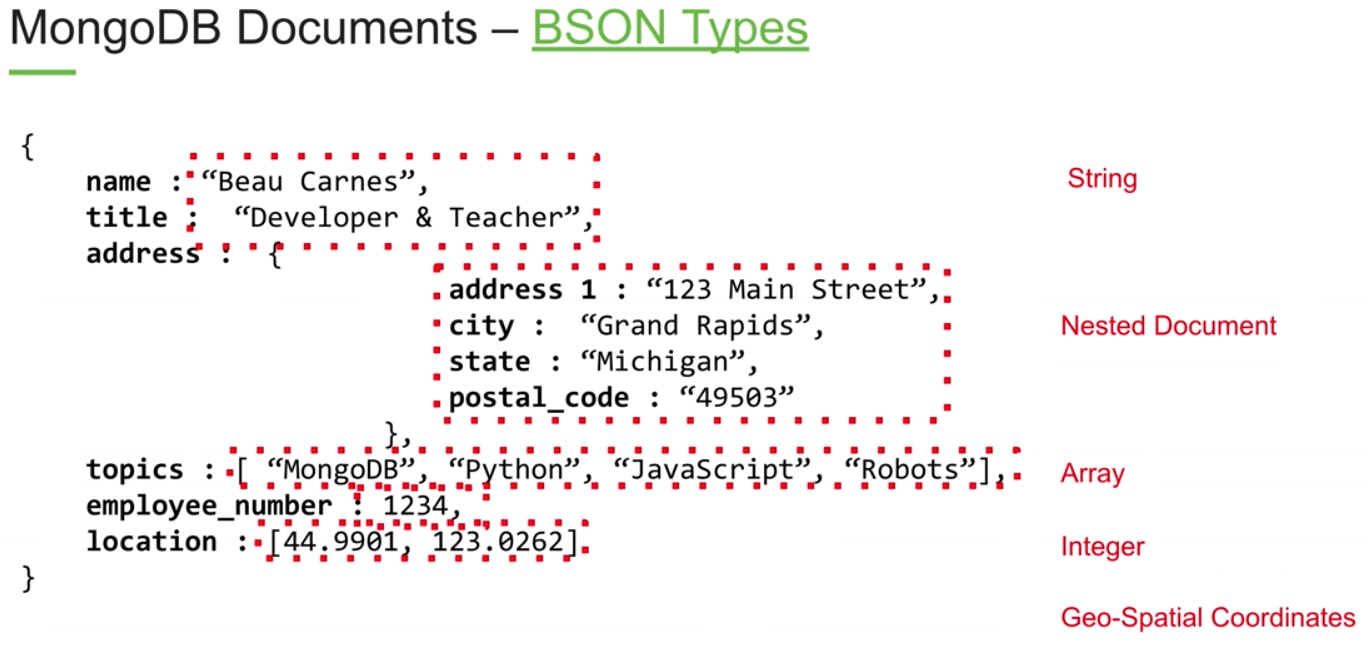 MongoDB Documents – BSON Types
{
name : “Beau Carnes”,
String
title : “Developer & Teacher”,
address : {
address 1 : “123 Main Street”,
city : “Grand Rapids”,
Nested Document
state : “Michigan”,
postal_code : “49503”
},
topics : [ “MongoDB”, “Python”, “JavaScript”, “Robots”],
Array
employee_number : 1234,
location : [44.9901, 123.0262]
Integer
}
Geo-Spatial Coordinates